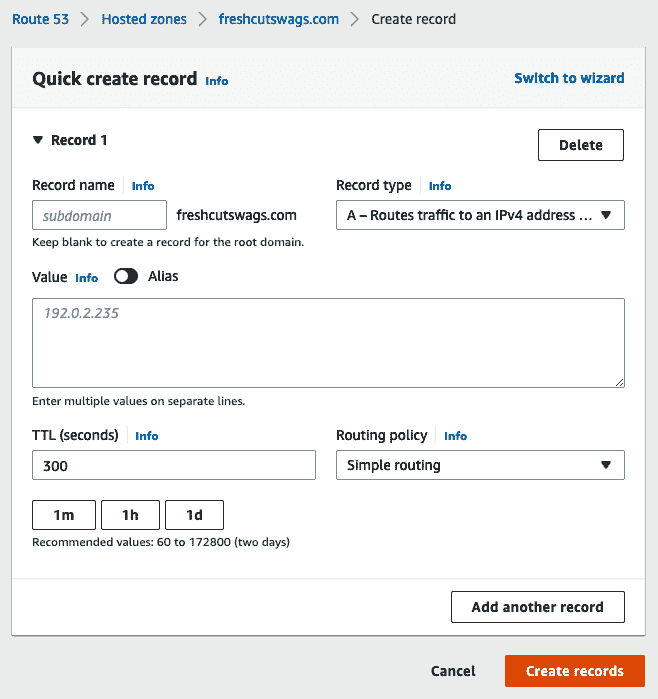 Route 53 > Hosted zones > freshcutswags.com > Create record
Quick create record Info Switch to wizard
▼ Record 1 Delete
Record name Info Record type Info
subdomain freshcutswags.com A – Routes traffic to an IPv4 address ... ▼
Keep blank to create a record for the root domain.
Value Info Alias
192.0.2.235
Enter multiple values on separate lines.
TTL (seconds) Info Routing policy Info
300 Simple routing ▼
1m 1h 1d
Recommended values: 60 to 172800 (two days)
Add another record
Cancel Create records